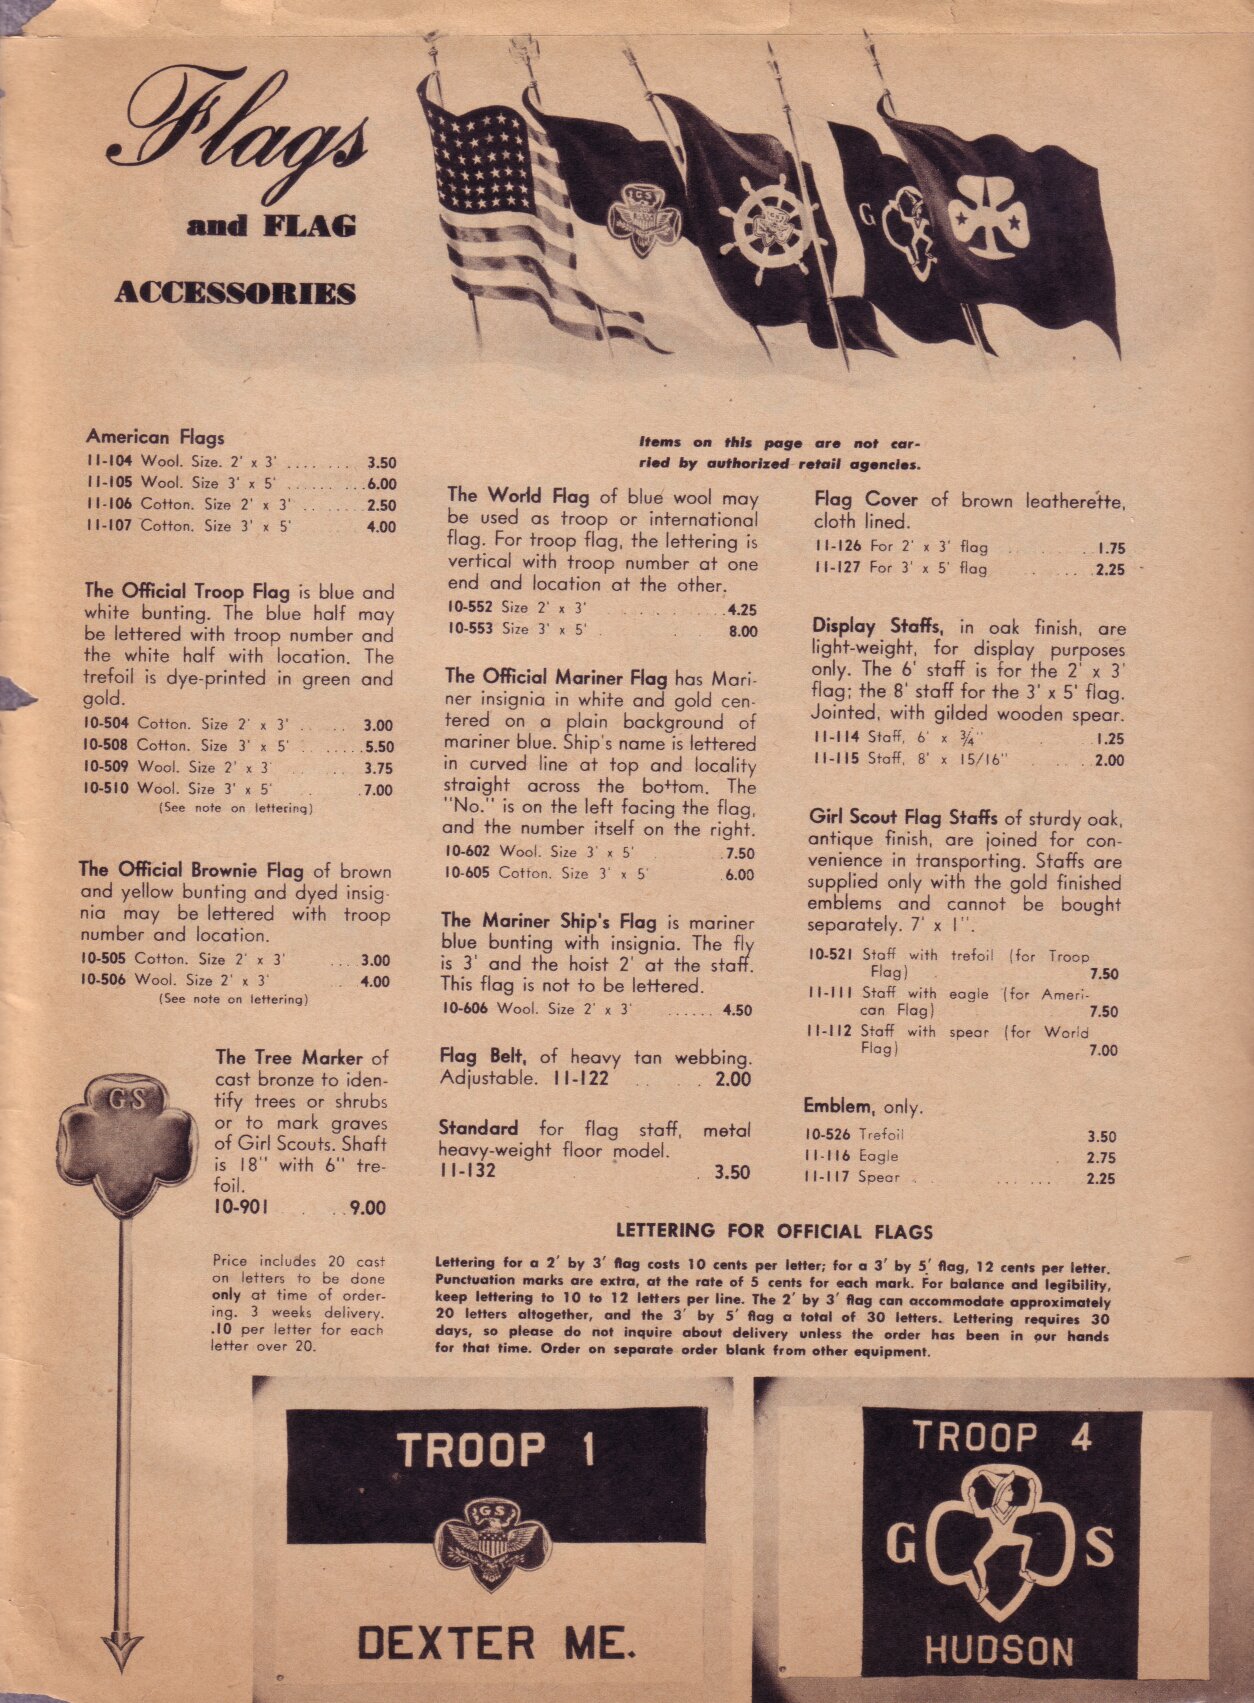 Flags
and FLAG
ACCESSORIES
American Flags
11-104 Wool. Size. 2' x 3' ........ 3.50
11-105 Wool. Size 3' x 5' .......... 6.00
11-106 Cotton. Size 2' x 3' ....... 2.50
11-107 Cotton. Size 3' x 5' 4.00
The Official Troop Flag is blue and
white bunting. The blue half may
be lettered with troop number and
the white half with location. The
trefoil is dye-printed in green and
gold.
10-504 Cotton. Size 2' x 3' ..... 3.00
10-508 Cotton. Size 3' x 5' ...... 5.50
10-509 Wool. Size 2' x 3' ..... 3.75
10-510 Wool. Size 3' x 5' . . 7.00
(See note on lettering)
The Official Brownie Flag of brown
and yellow bunting and dyed insig-
nia may be lettered with troop
number and location.
10-505 Cotton. Size 2' x 3' ... 3.00
10-506 Wool. Size 2' x 3' .. 4.00
(See note on lettering)
GS
The Tree Marker of
cast bronze to iden-
tify trees or shrubs
or to mark graves
of Girl Scouts. Shaft
is 18" with 6" tre-
foil.
10-901 ... 9.00
Price includes 20 cast
on letters to be done
only at time of order-
ing. 3 weeks delivery.
.10 per letter for each
letter over 20.
Items on this page are not car-
ried by authorized retail agencies.
The World Flag of blue wool may
be used as troop or international
flag. For troop flag, the lettering is
vertical with troop number at one
end and location at the other.
10-552 Size 2' x 3' ........ 4.25
10-553 Size 3' x 5' . . 8.00
The Official Mariner Flag has Mari-
ner insignia in white and gold cen-
tered on a plain background of
mariner blue. Ship's name is lettered
in curved line at top and locality
straight across the bottom. The
"No." is on the left facing the flag,
and the number itself on the right.
10-602 Wool. Size 3' x 5' . . 7.50
10-605 Cotton. Size 3' x 5' . 6.00
The Mariner Ship's Flag is mariner
blue bunting with insignia. The fly
is 3' and the hoist 2' at the staff.
This flag is not to be lettered.
10-606 Wool. Size 2' x 3' ...... 4.50
Flag Belt, of heavy tan webbing.
Adjustable. 11-122 ... 2.00
Standard for flag staff, metal
heavy-weight floor model.
11-132 . 3.50
Flag Cover of brown leatherette,
cloth lined.
11-126 For 2' x 3' flag ..... 1.75
11-127 For 3' x 5' flag ..... 2.25
Display Staffs, in oak finish, are
light-weight, for display purposes
only. The 6' staff is for the 2' x 3'
flag; the 8' staff for the 3' x 5' flag.
Jointed, with gilded wooden spear.
11-114 Staff, 6' x ¾" . 1.25
11-115 Staff, 8' x 15/16" .... 2.00
Girl Scout Flag Staffs of sturdy oak,
antique finish, are joined for con-
venience in transporting. Staffs are
supplied only with the gold finished
emblems and cannot be bought
separately. 7' x 1".
10-521 Staff with trefoil (for Troop
Flag) . 7.50
11-111 Staff with eagle (for Ameri-
can Flag) . 7.50
11-112 Staff with spear (for World
Flag) 7.00
Emblem, only.
10-526 Trefoil 3.50
11-116 Eagle . 2.75
11-117 Spear . ...... 2.25
LETTERING FOR OFFICIAL FLAGS
Lettering for a 2' by 3' flag costs 10 cents per letter; for a 3' by 5' flag, 12 cents per letter.
Punctuation marks are extra, at the rate of 5 cents for each mark. For balance and legibility,
keep lettering to 10 to 12 letters per line. The 2' by 3' flag can accommodate approximately
20 letters altogether, and the 3' by 5' flag a total of 30 letters. Lettering requires 30
days, so please do not inquire about delivery unless the order has been in our hands
for that time. Order on separate order blank from other equipment.
TROOP 1
GS
DEXTER ME.
TROOP 4
G S
HUDSON